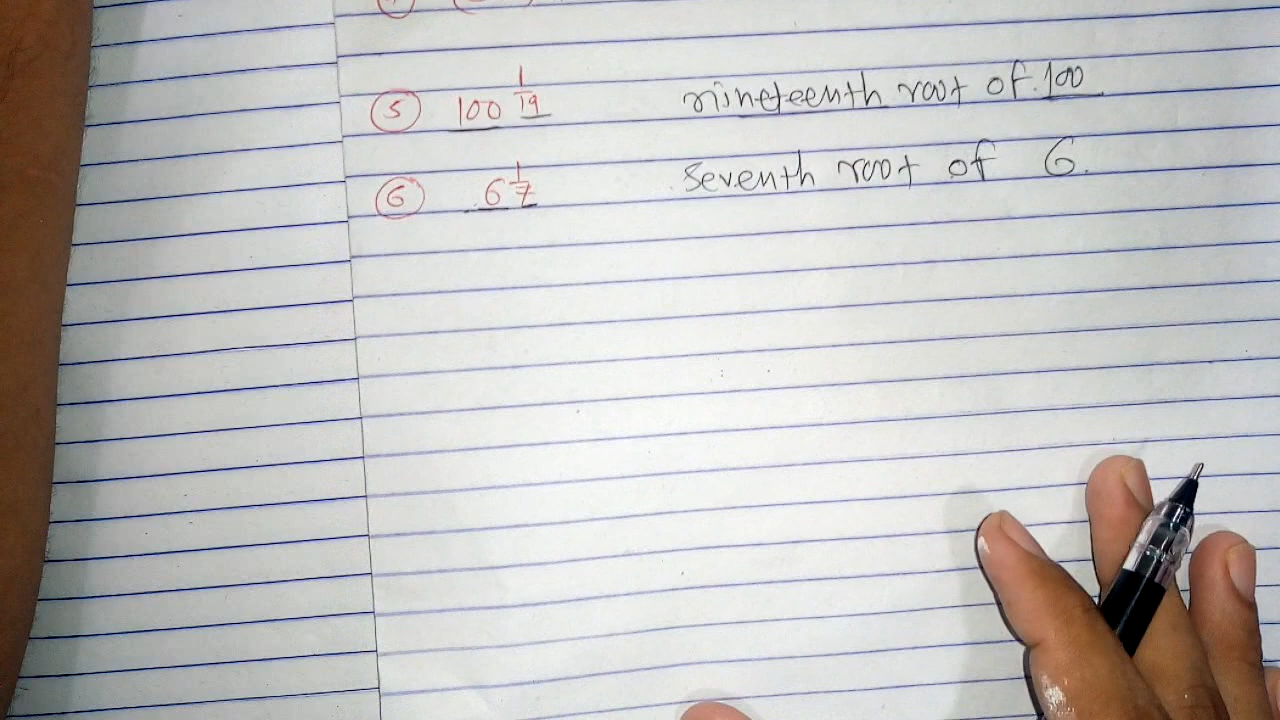 ⑤ 100^(1/19) nineteenth root of 100
⑥ 6^(1/7) Seventh root of 6.